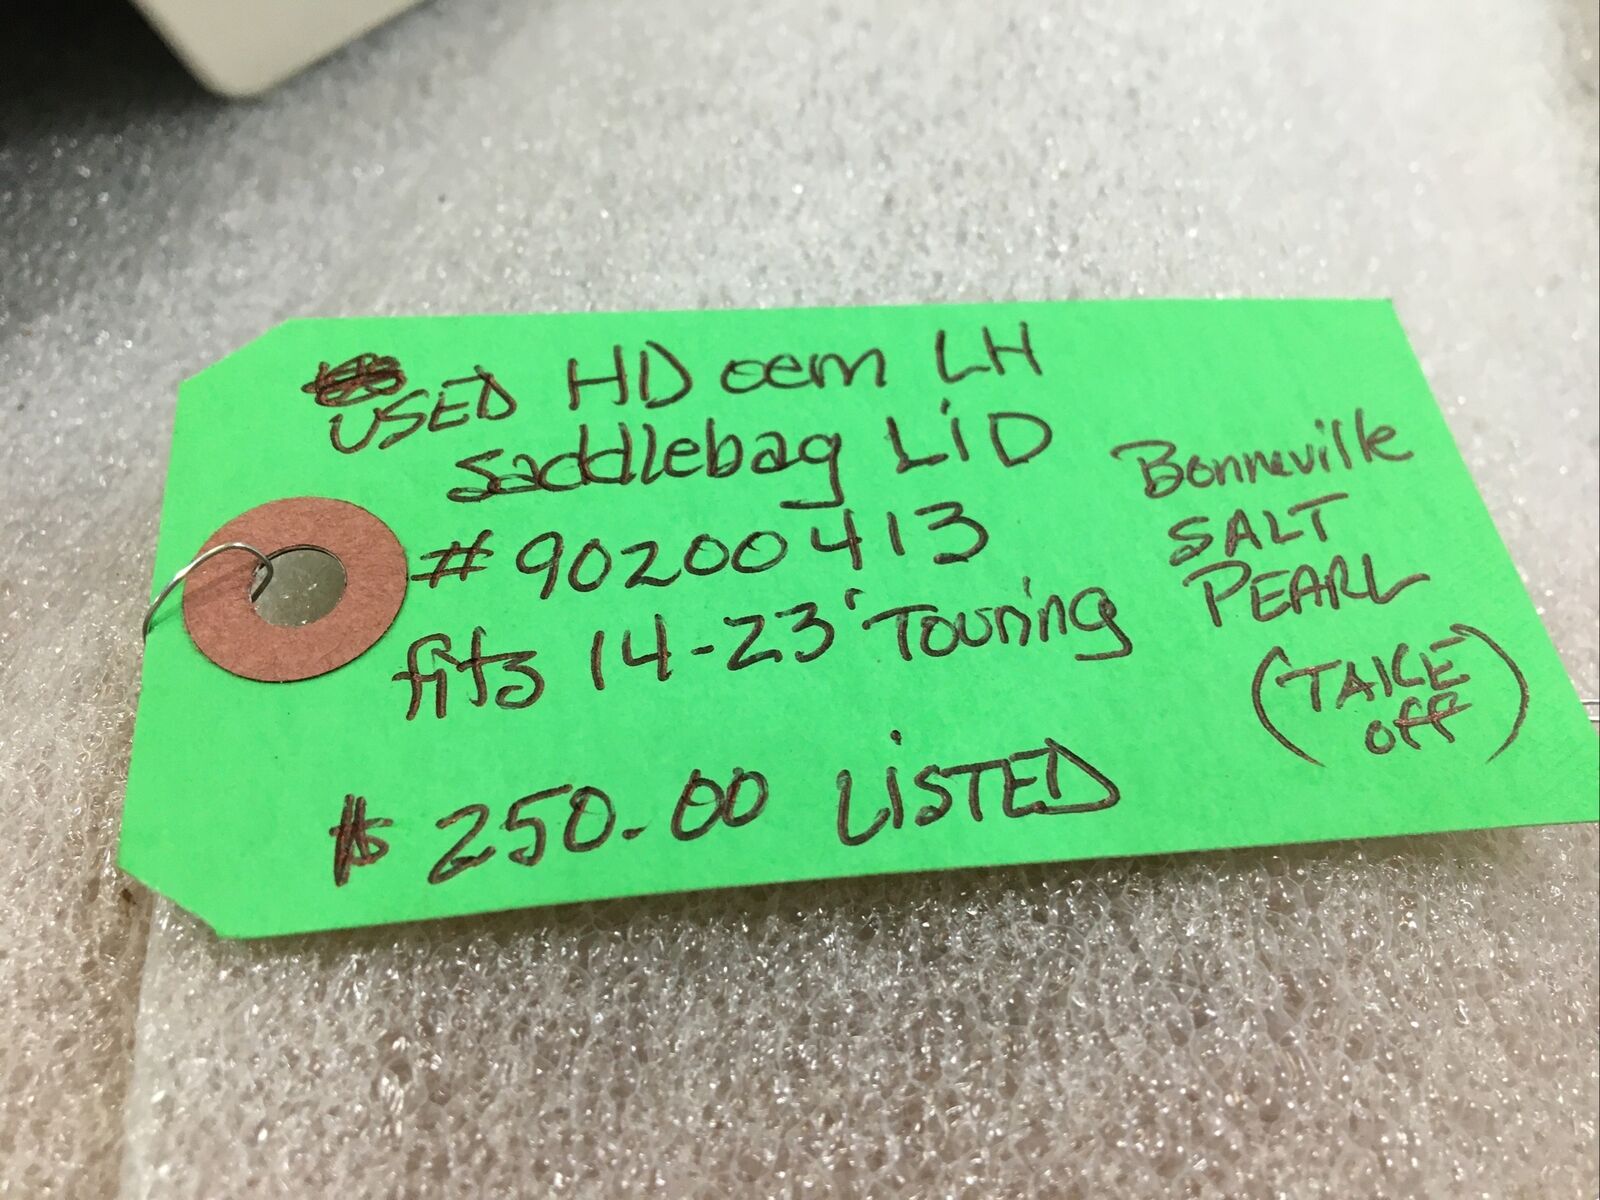 USED HD oem LH
Saddlebag LiD
# 90200413
fits 14-23' Touring
Bonneville
SALT
PEARL
(TAKE
OFF)
$ 250.00 LiSTED